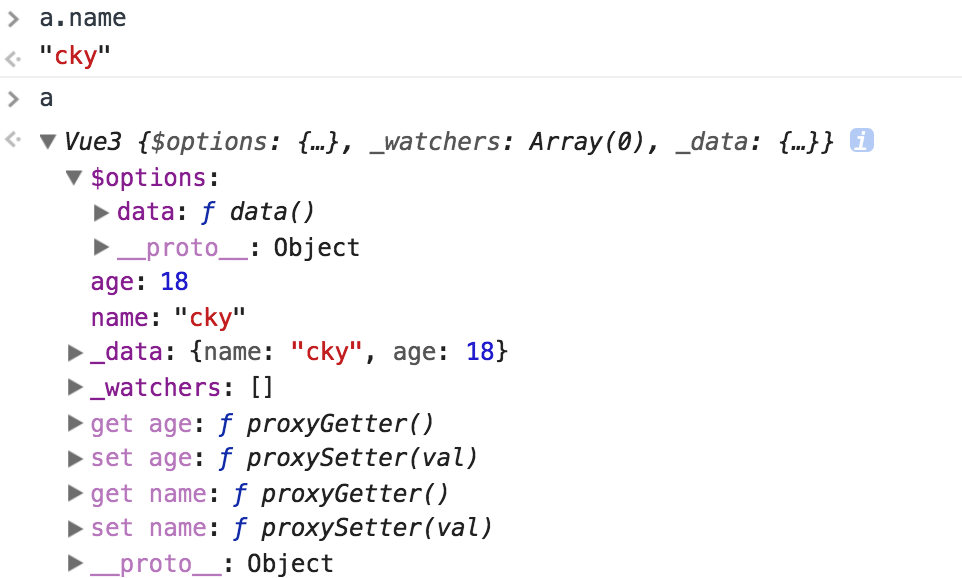 a.name
"cky"
a
Vue3 {$options: {…}, _watchers: Array(0), _data: {…}} i
$options:
data: ƒ data()
__proto__: Object
age: 18
name: "cky"
_data: {name: "cky", age: 18}
_watchers: []
get age: ƒ proxyGetter()
set age: ƒ proxySetter(val)
get name: ƒ proxyGetter()
set name: ƒ proxySetter(val)
__proto__: Object